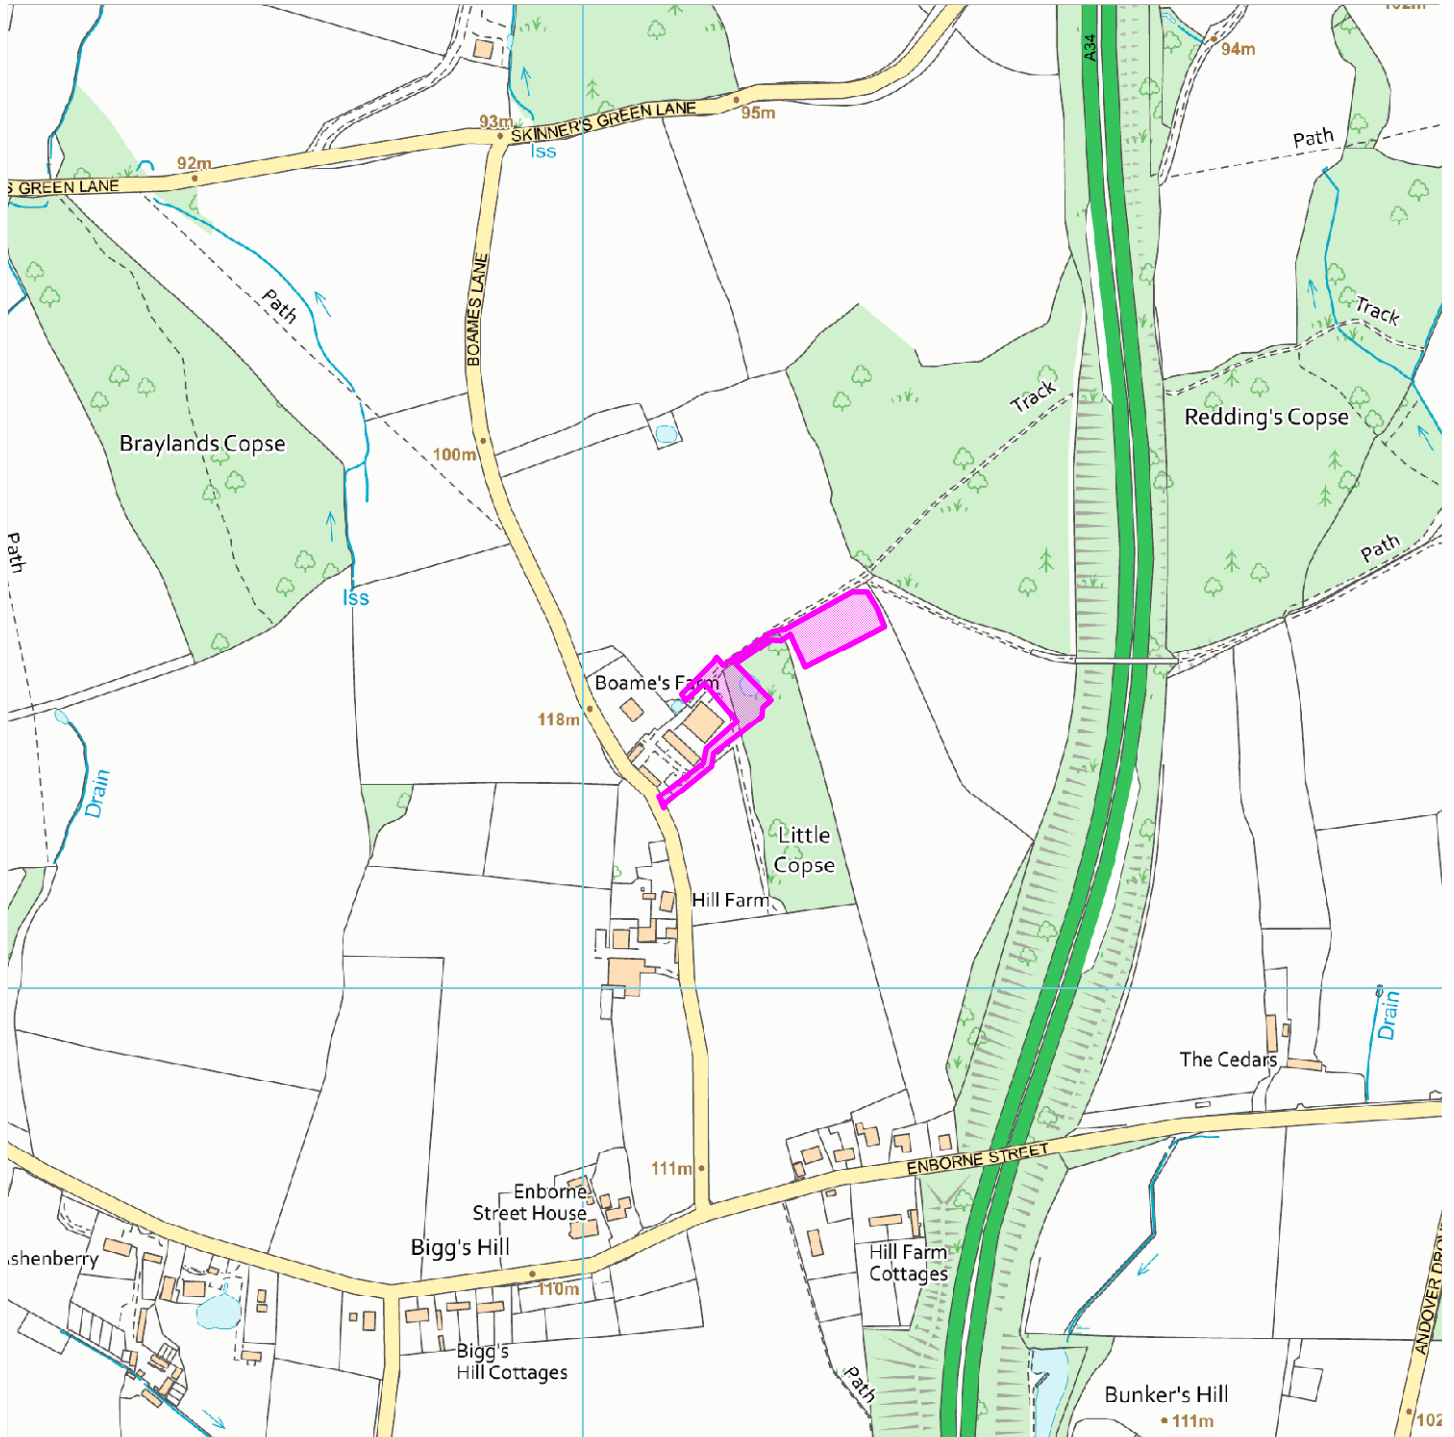 102m
A34
94m
SKINNER'S GREEN LANE
95m
93m
Iss
92m
S GREEN LANE
Path
Path
BOAMES LANE
Track
Track
Redding's Copse
Braylands Copse
100m
Path
Path
Iss
Boame's Farm
118m
Drain
Little
Copse
Hill Farm
Drain
The Cedars
111m
ENBORNE STREET
Enborne
Street House
Bigg's Hill
shenberry
Hill Farm
Cottages
110m
ANDOVER DROV
Bigg's
Hill Cottages
Path
Bunker's Hill
111m
102